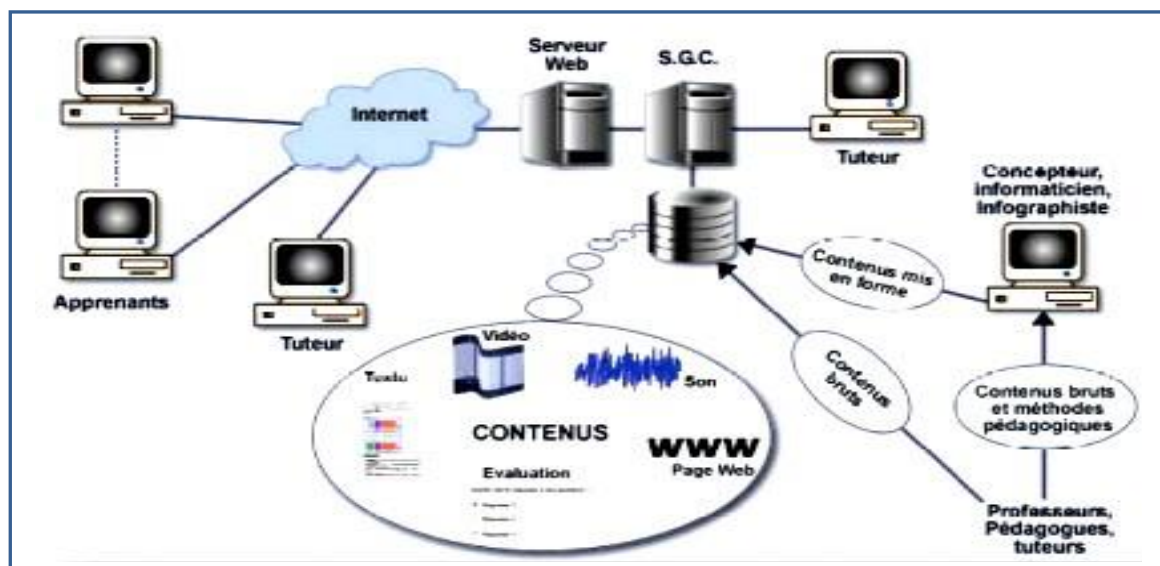 Serveur
Web
S.G.C.
Internet
Tuteur
Concepteur,
informaticien,
Infographiste
Apprenants
Tuteur
Contenus mis
en forme
Contenus
bruts
Contenus bruts
et méthodes
pédagogiques
Vidéo
Texte
Son
CONTENUS
www
Page Web
Evaluation
Professeurs,
Pédagogues,
tuteurs